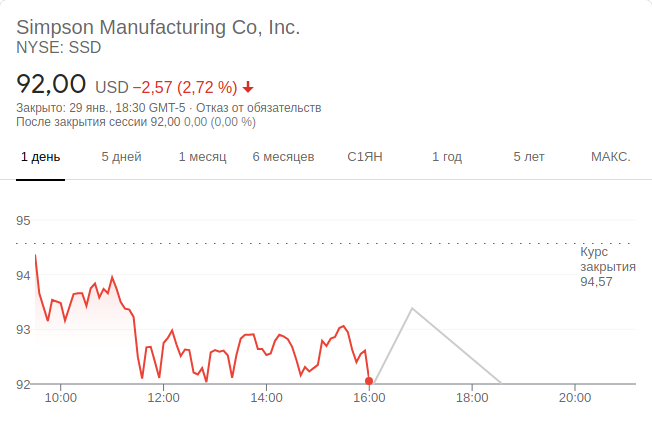 Simpson Manufacturing Co, Inc.
NYSE: SSD
92,00 USD −2,57 (2,72 %)
Закрыто: 29 янв., 18:30 GMT-5 · Отказ от обязательств
После закрытия сессии 92,00 0,00 (0,00 %)
1 день 5 дней 1 месяц 6 месяцев С1ЯН 1 год 5 лет МАКС.
95
Курс
закрытия
94,57
94
93
92
10:00 12:00 14:00 16:00 18:00 20:00